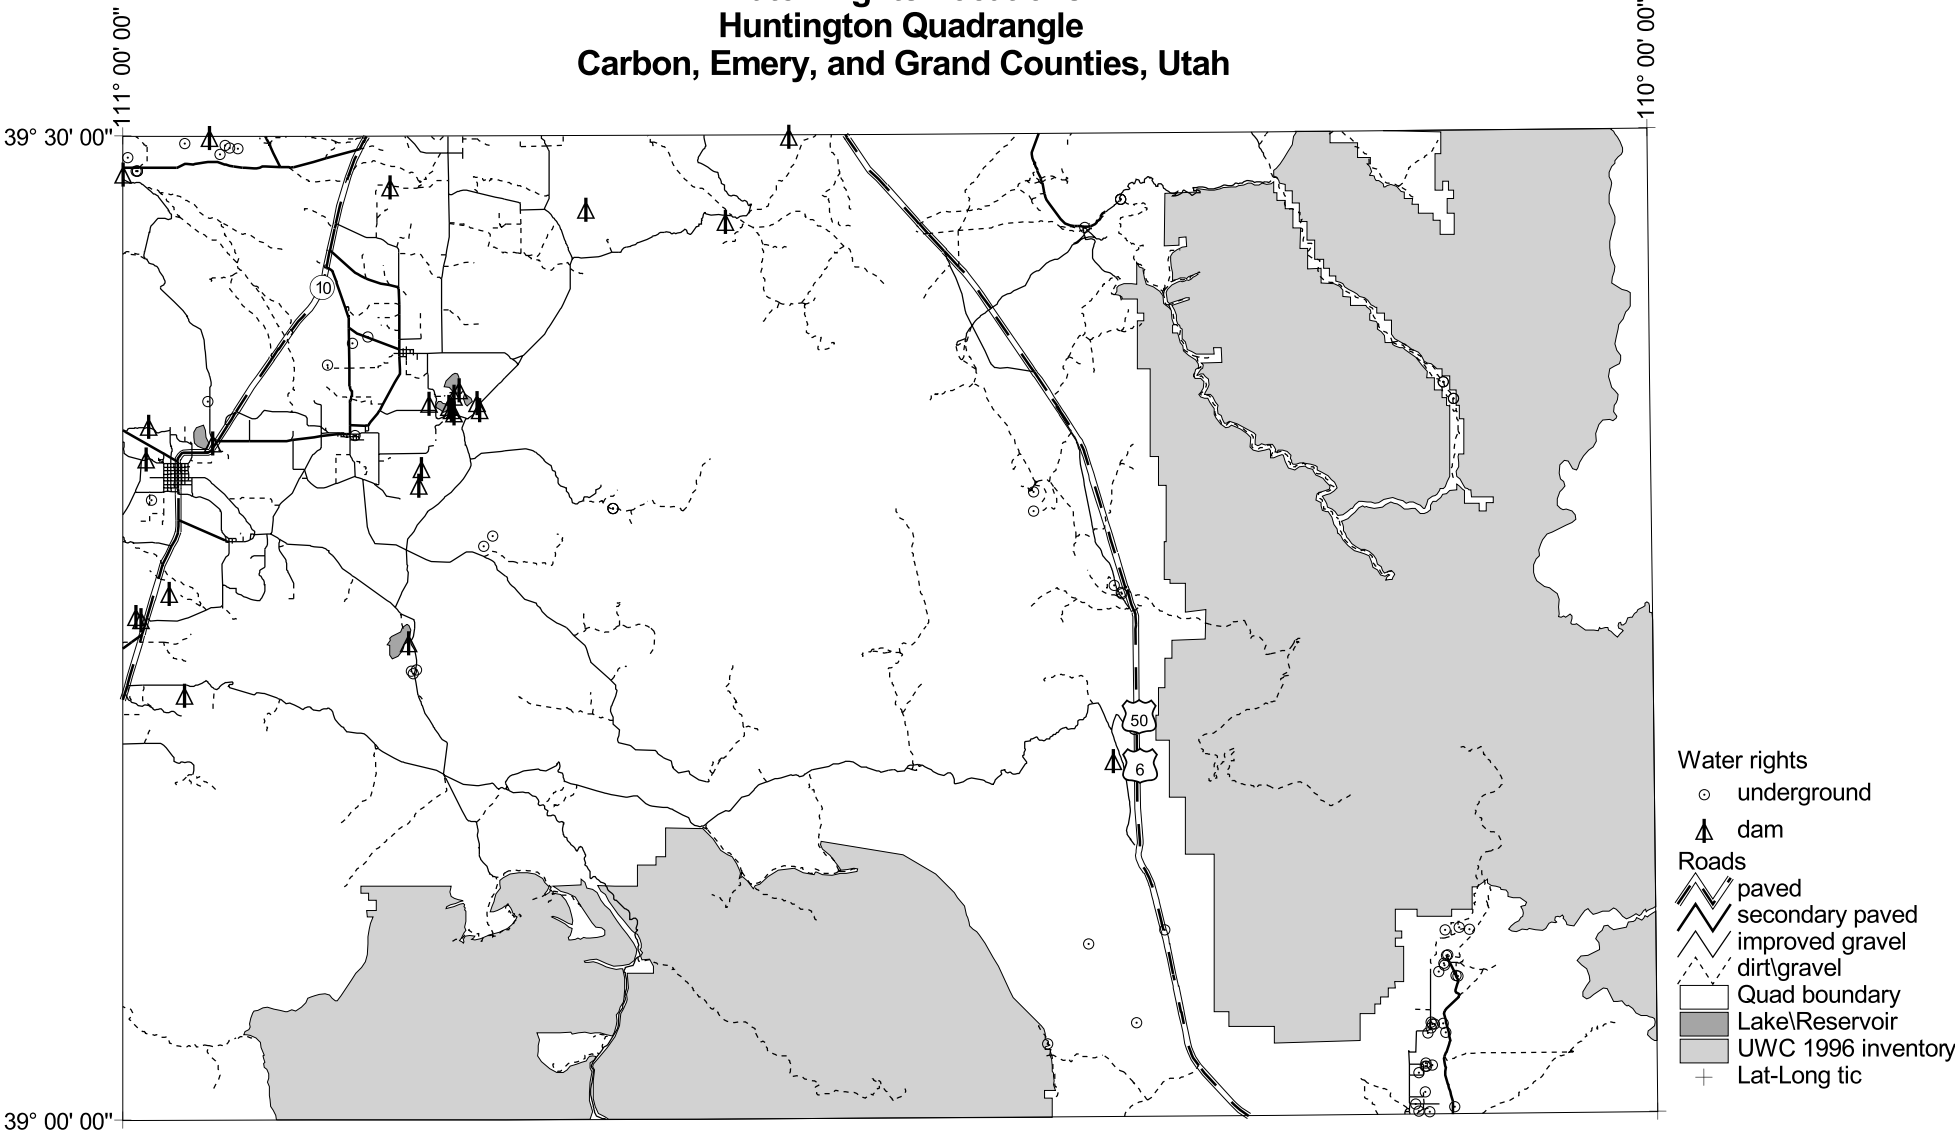 Huntington Quadrangle
Carbon, Emery, and Grand Counties, Utah
111° 00' 00"
110° 00' 00"
39° 30' 00"
10
50
6
Water rights
underground
dam
Roads
paved
secondary paved
improved gravel
dirt\gravel
Quad boundary
Lake\Reservoir
UWC 1996 inventory
Lat-Long tic
39° 00' 00"